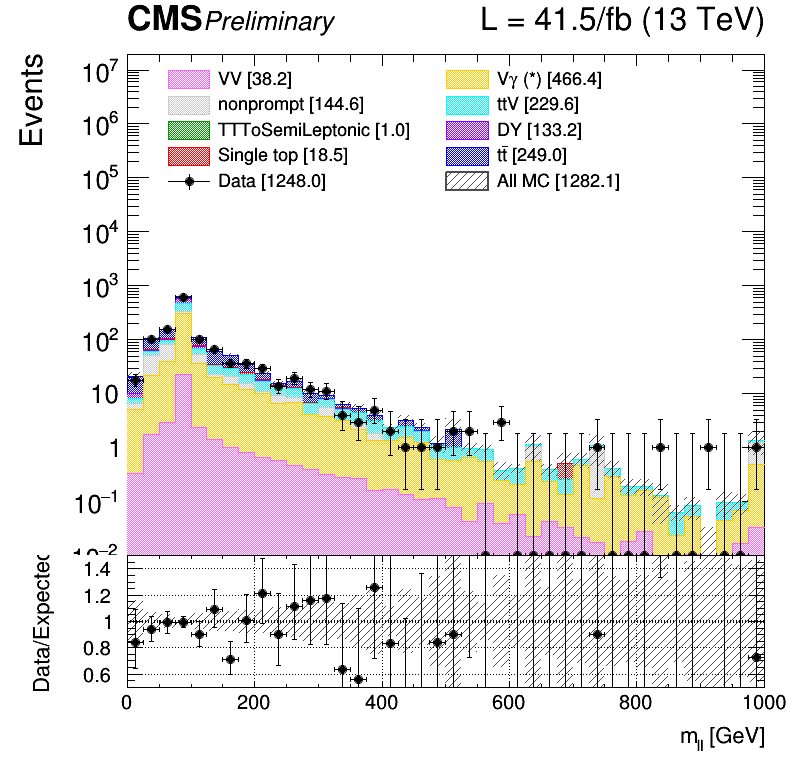 CMS Preliminary L = 41.5/fb (13 TeV)
Events
10⁷
10⁶
10⁵
10⁴
10³
10²
10
1
10⁻¹
10⁻²
VV [38.2]
nonprompt [144.6]
TTToSemiLeptonic [1.0]
Single top [18.5]
Data [1248.0]
Vγ (*) [466.4]
ttV [229.6]
DY [133.2]
tt̄ [249.0]
All MC [1282.1]
Data/Expected
1.4
1.2
1
0.8
0.6
0 200 400 600 800 1000
m_ll [GeV]